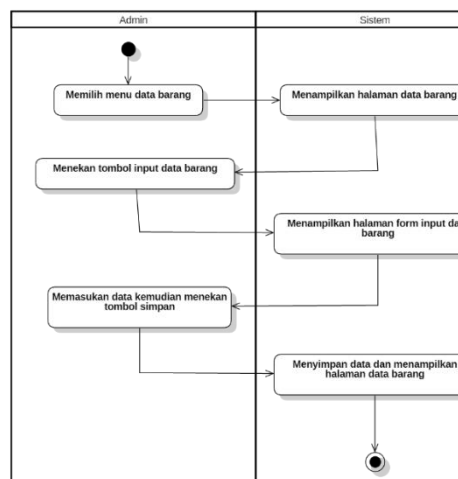 Admin
Sistem
Memilih menu data barang
Menampilkan halaman data barang
Menekan tombol input data barang
Menampilkan halaman form input da
barang
Memasukan data kemudian menekan
tombol simpan
Menyimpan data dan menampilkan
halaman data barang